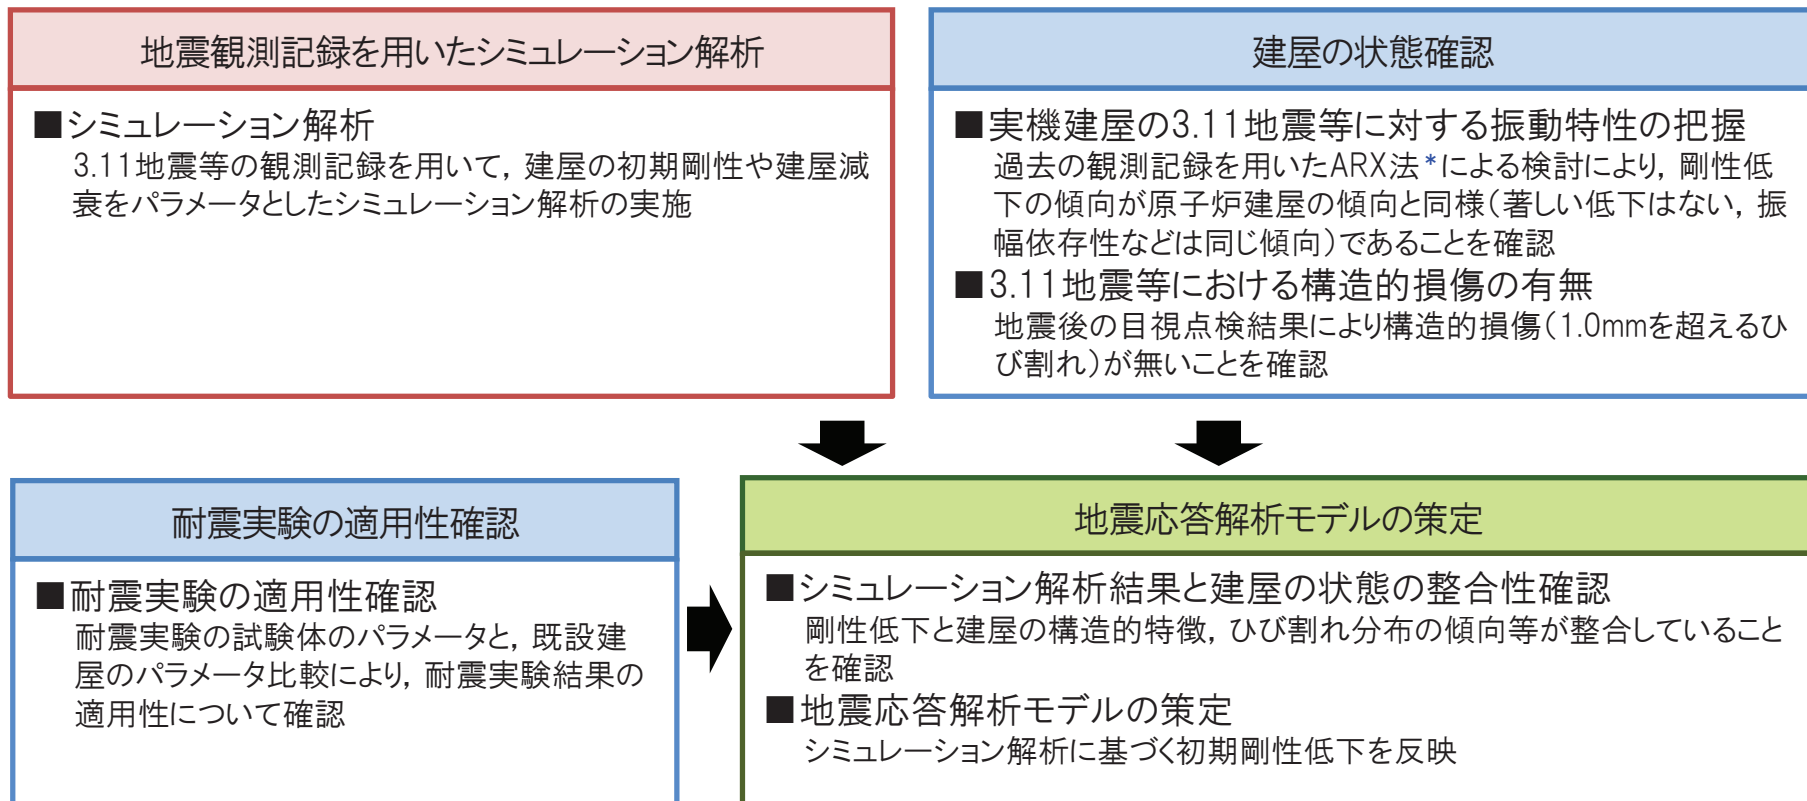 地震観測記録を用いたシミュレーション解析
■シミュレーション解析
3.11地震等の観測記録を用いて，建屋の初期剛性や建屋減
衰をパラメータとしたシミュレーション解析の実施
建屋の状態確認
■実機建屋の3.11地震等に対する振動特性の把握
過去の観測記録を用いたARX法*による検討により，剛性低
下の傾向が原子炉建屋の傾向と同様（著しい低下はない，振
幅依存性などは同じ傾向）であることを確認
■3.11地震等における構造的損傷の有無
地震後の目視点検結果により構造的損傷（1.0mmを超えるひ
び割れ）が無いことを確認
耐震実験の適用性確認
■耐震実験の適用性確認
耐震実験の試験体のパラメータと，既設建
屋のパラメータ比較により，耐震実験結果の
適用性について確認
地震応答解析モデルの策定
■シミュレーション解析結果と建屋の状態の整合性確認
剛性低下と建屋の構造的特徴，ひび割れ分布の傾向等が整合していること
を確認
■地震応答解析モデルの策定
シミュレーション解析に基づく初期剛性低下を反映